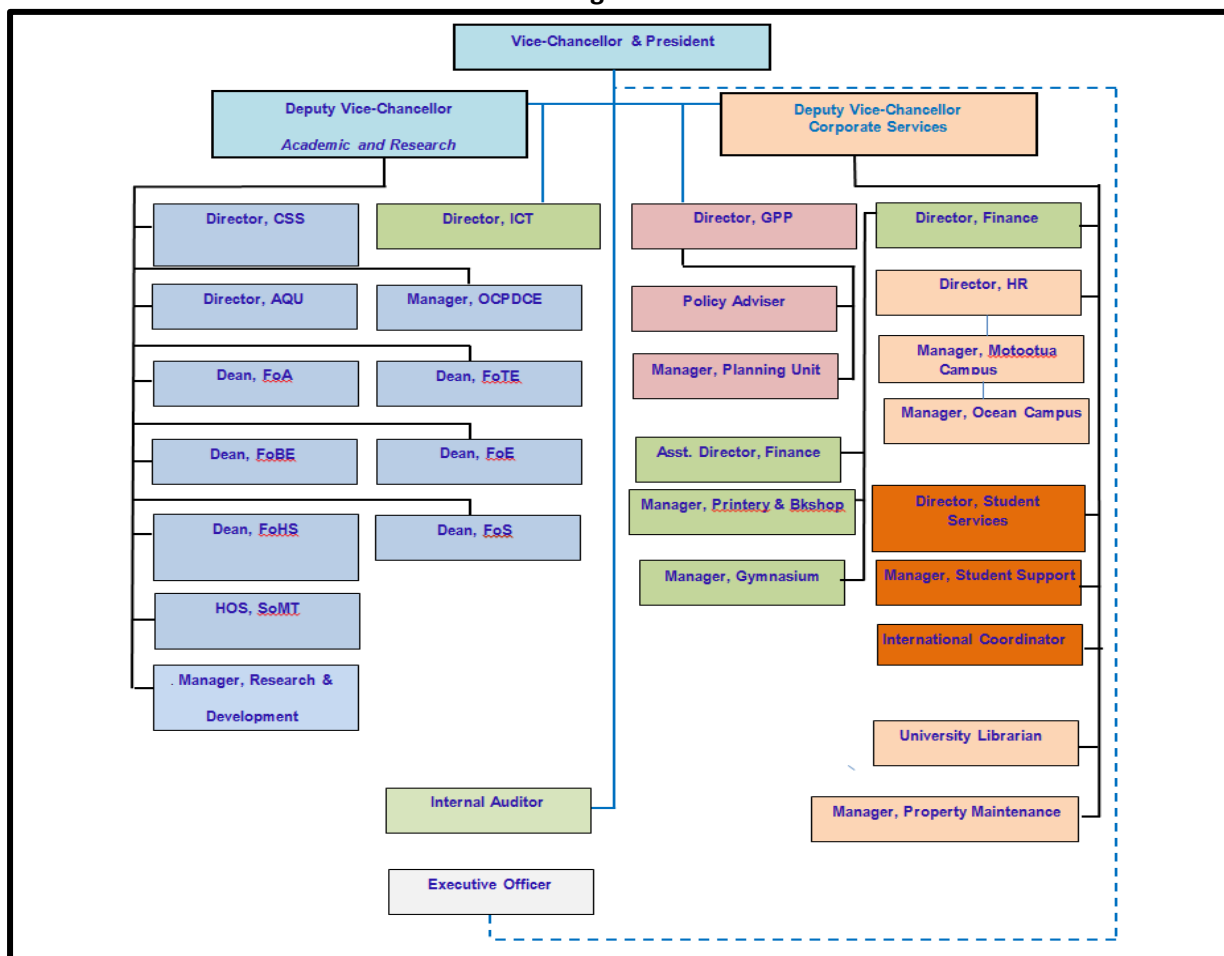 Vice-Chancellor & President
Deputy Vice-Chancellor
Academic and Research
Deputy Vice-Chancellor
Corporate Services
Director, CSS
Director, ICT
Director, GPP
Director, Finance
Director, AQU
Manager, OCPDCE
Policy Adviser
Director, HR
Dean, FoA
Dean, FoTE
Manager, Planning Unit
Manager, Motootua
Campus
Manager, Ocean Campus
Dean, FoBE
Dean, FoE
Asst. Director, Finance
Manager, Printery & Bkshop
Director, Student
Services
Dean, FoHS
Dean, FoS
Manager, Gymnasium
Manager, Student Support
HOS, SoMT
International Coordinator
. Manager, Research &
Development
University Librarian
Internal Auditor
Manager, Property Maintenance
Executive Officer